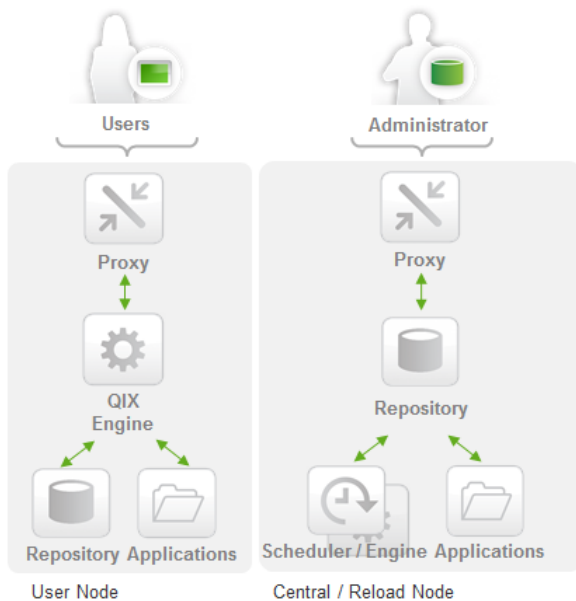 Users
Administrator
Proxy
Proxy
QIX
Engine
Repository
Repository Applications
Scheduler / Engine Applications
User Node
Central / Reload Node